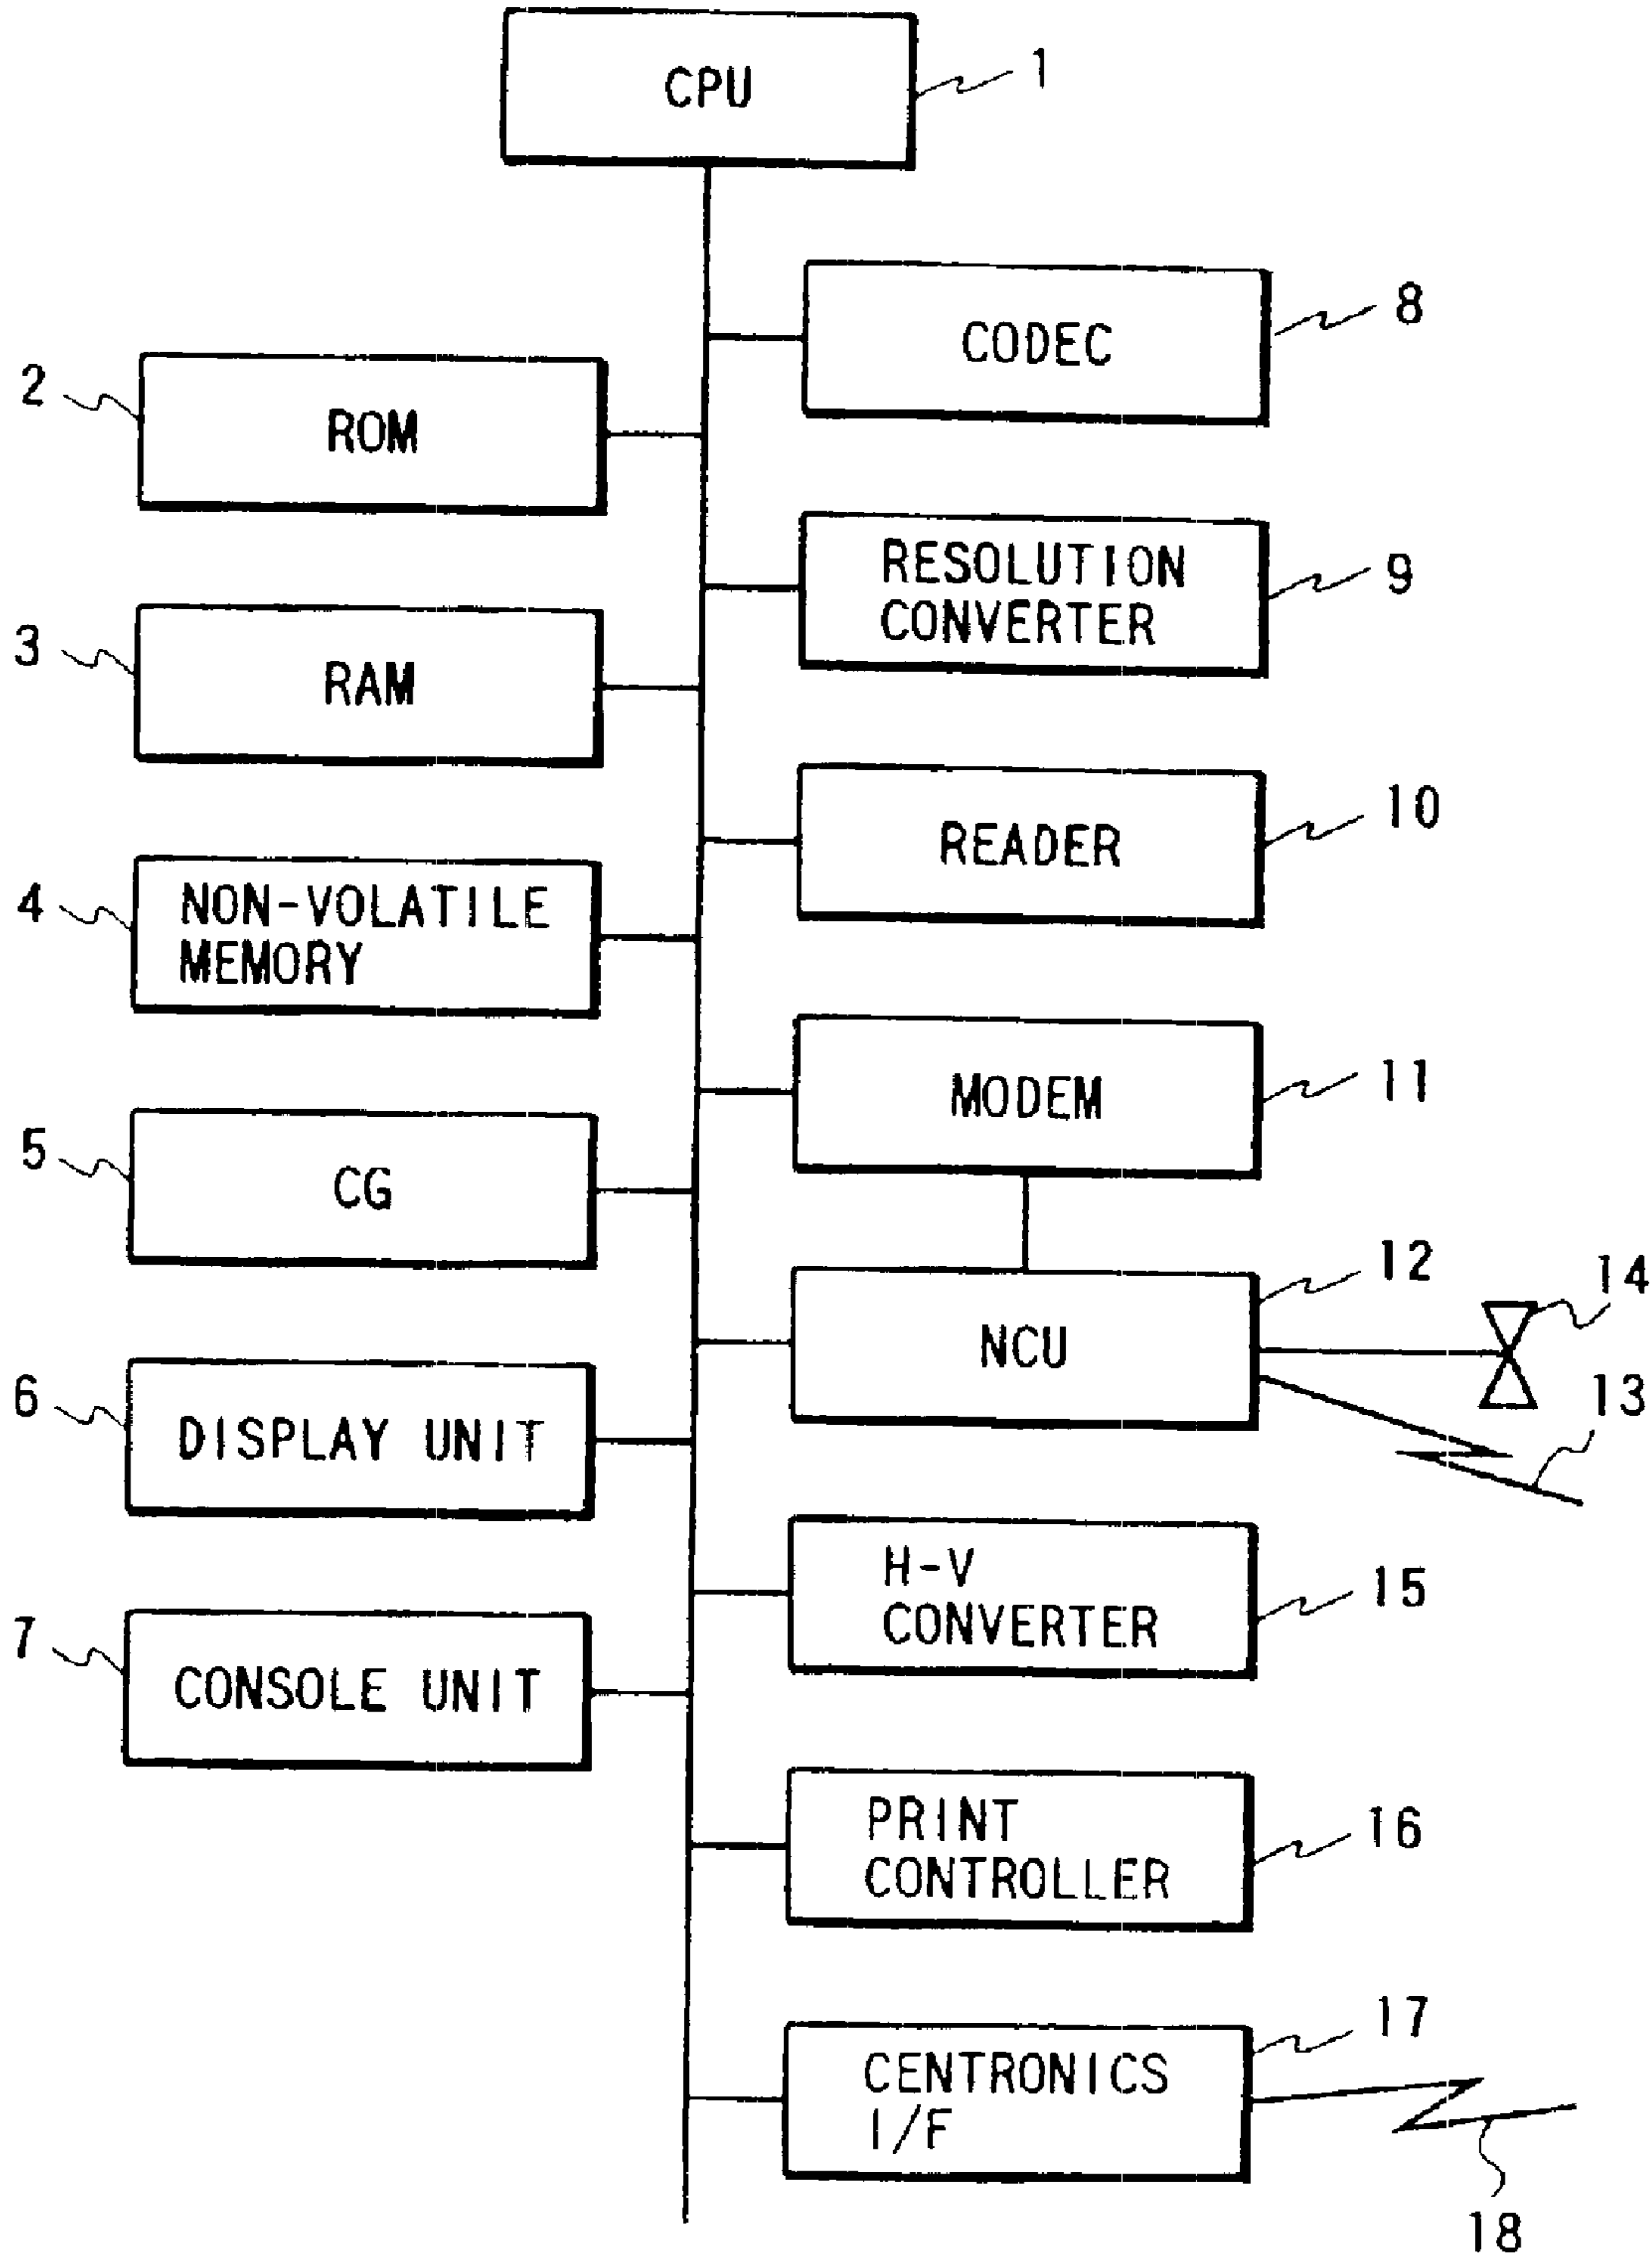 CPU
1
CODEC
8
2
ROM
RESOLUTION
CONVERTER
9
3
RAM
READER
10
4
NON-VOLATILE
MEMORY
MODEM
11
5
CG
NCU
12
14
13
6
DISPLAY UNIT
H-V
CONVERTER
15
7
CONSOLE UNIT
PRINT
CONTROLLER
16
CENTRONICS
I/F
17
18